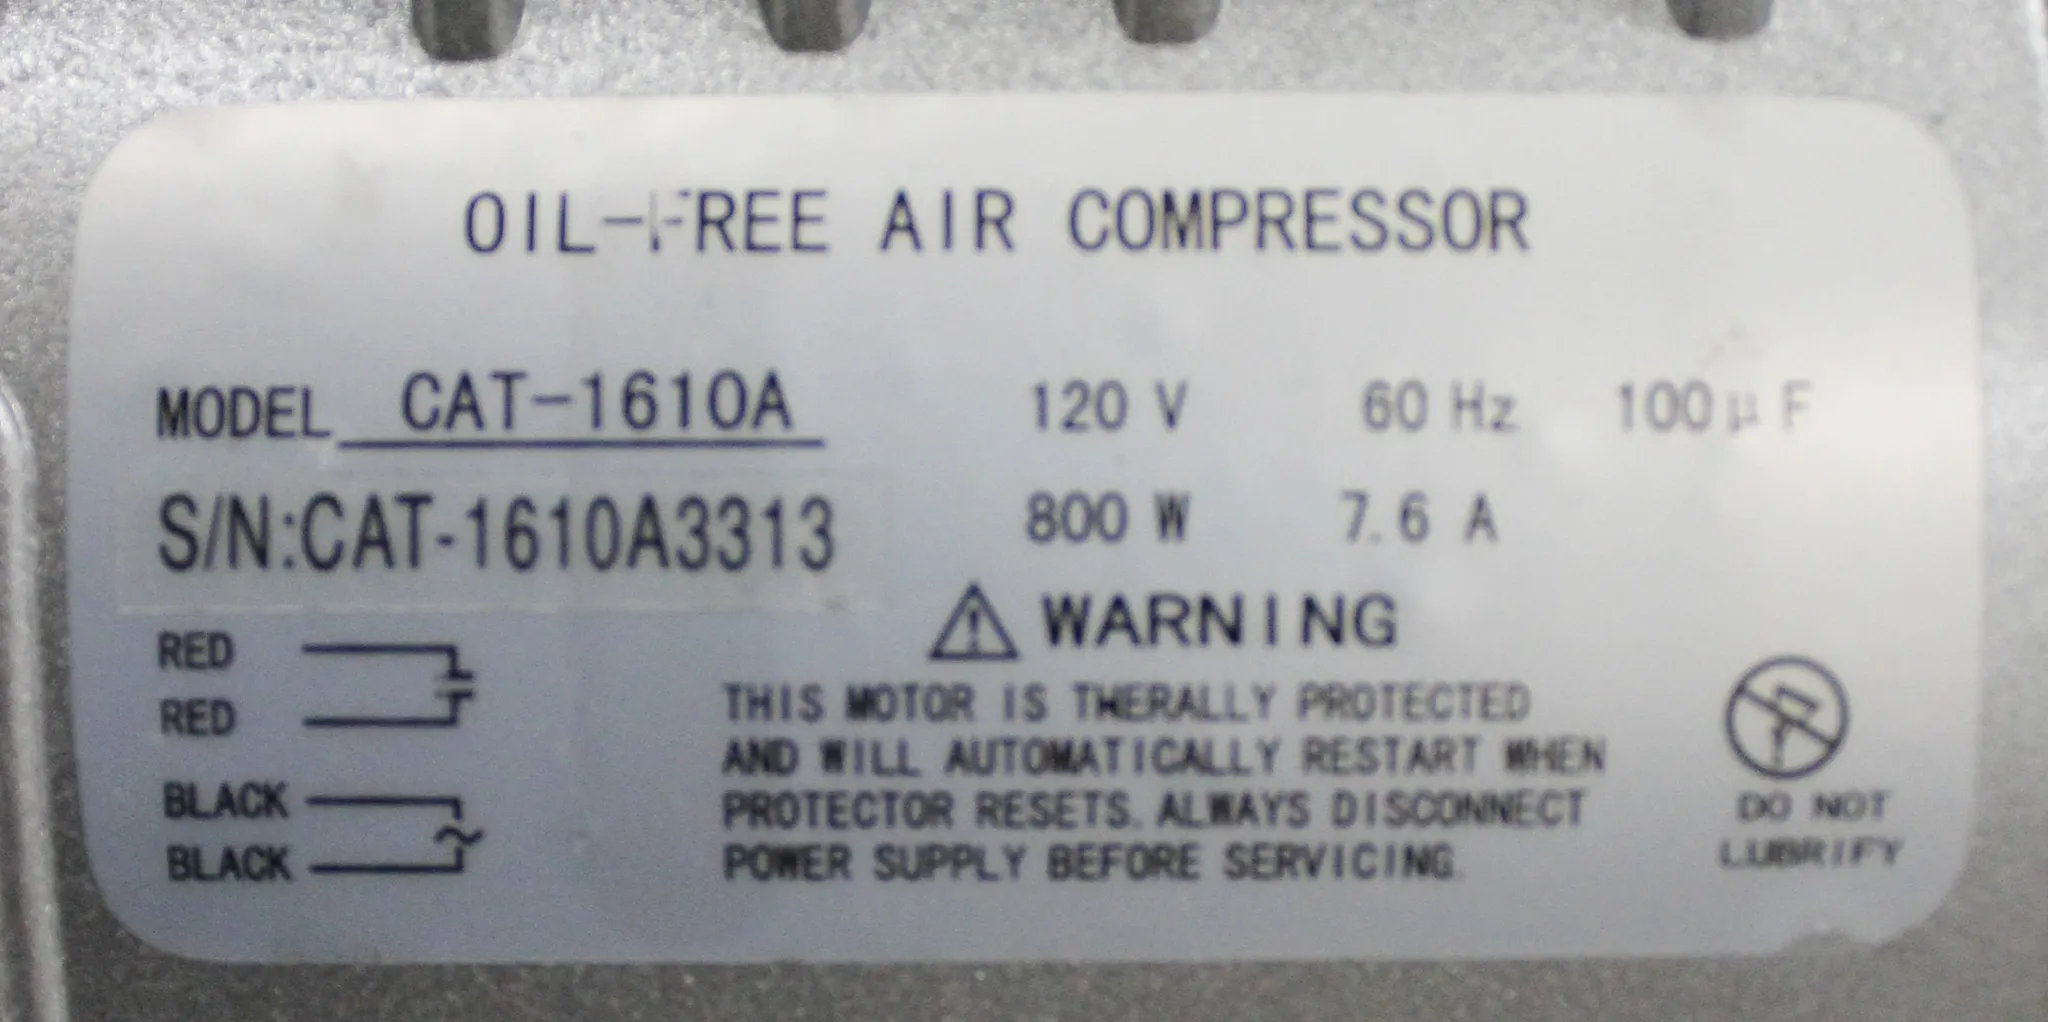 OIL-FREE AIR COMPRESSOR
MODEL CAT-1610A 120 V 60 Hz 100 μF
S/N:CAT-1610A3313 800 W 7.6 A
WARNING
RED
RED
BLACK
BLACK
THIS MOTOR IS THERALLY PROTECTED
AND WILL AUTOMATICALLY RESTART WHEN
PROTECTOR RESETS. ALWAYS DISCONNECT
POWER SUPPLY BEFORE SERVICING.
DO NOT
LUBRIFY